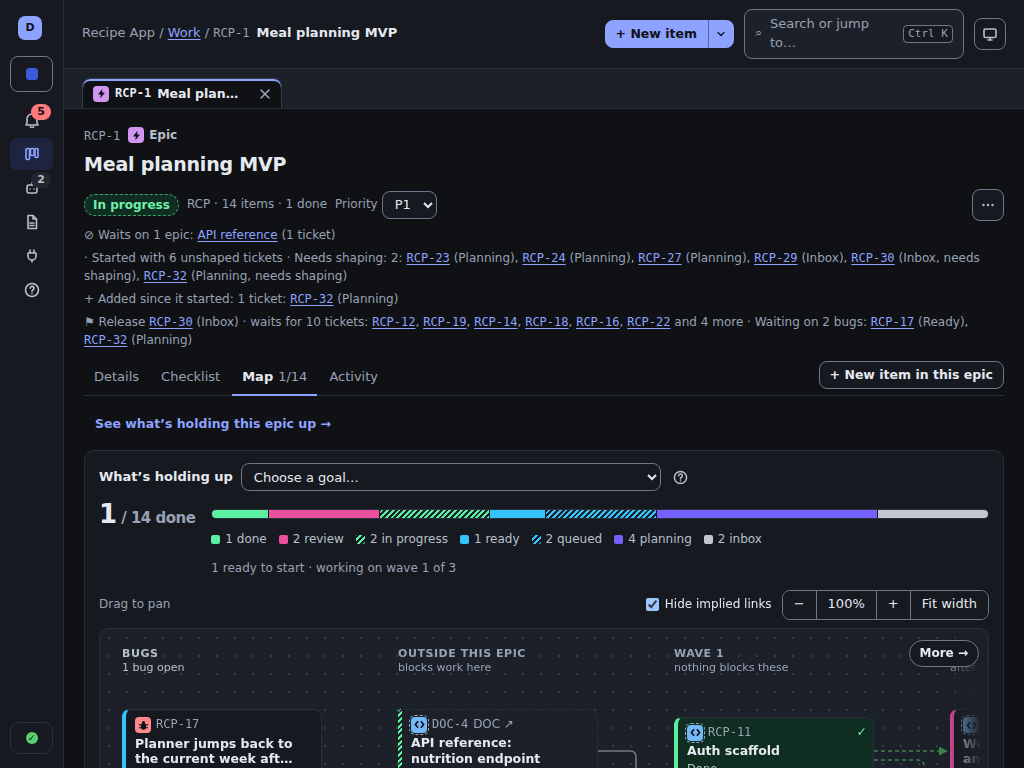 D
Recipe App / Work / RCP-1 Meal planning MVP
+ New item
Search or jump to…
Ctrl K
5
2
RCP-1 Meal plan…
RCP-1 Epic
Meal planning MVP
In progress RCP · 14 items · 1 done Priority P1
⊘ Waits on 1 epic: API reference (1 ticket)
· Started with 6 unshaped tickets · Needs shaping: 2: RCP-23 (Planning), RCP-24 (Planning), RCP-27 (Planning), RCP-29 (Inbox), RCP-30 (Inbox, needs
shaping), RCP-32 (Planning, needs shaping)
+ Added since it started: 1 ticket: RCP-32 (Planning)
⚑ Release RCP-30 (Inbox) · waits for 10 tickets: RCP-12, RCP-19, RCP-14, RCP-18, RCP-16, RCP-22 and 4 more · Waiting on 2 bugs: RCP-17 (Ready),
RCP-32 (Planning)
Details Checklist Map 1/14 Activity
+ New item in this epic
See what's holding this epic up →
What's holding up Choose a goal…
1 / 14 done
1 done 2 review 2 in progress 1 ready 2 queued 4 planning 2 inbox
1 ready to start · working on wave 1 of 3
Drag to pan
Hide implied links
− 100% + Fit width
BUGS
1 bug open
OUTSIDE THIS EPIC
blocks work here
WAVE 1
nothing blocks these
More →
after
RCP-17
Planner jumps back to
the current week aft…
DOC-4 DOC ↗
API reference:
nutrition endpoint
RCP-11 ✓
Auth scaffold
Done